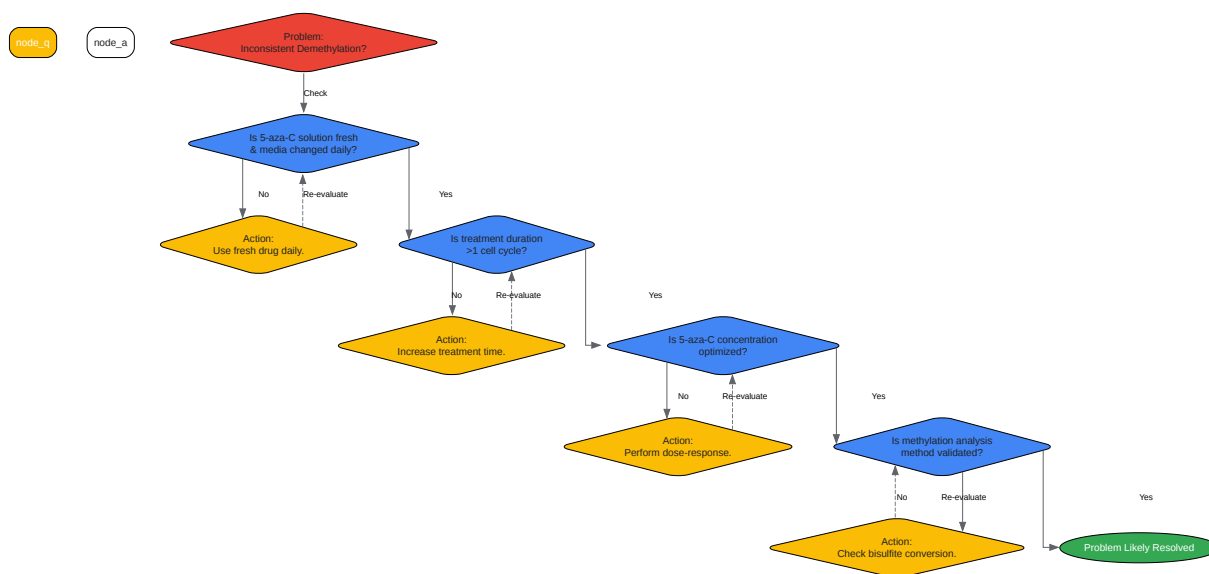 node_q
node_a
Problem:
Inconsistent Demethylation?
Check
Is 5-aza-C solution fresh
& media changed daily?
No
Re-evaluate
Yes
Action:
Use fresh drug daily.
Is treatment duration
>1 cell cycle?
No
Re-evaluate
Yes
Action:
Increase treatment time.
Is 5-aza-C concentration
optimized?
No
Re-evaluate
Yes
Action:
Perform dose-response.
Is methylation analysis
method validated?
No
Re-evaluate
Yes
Action:
Check bisulfite conversion.
Problem Likely Resolved